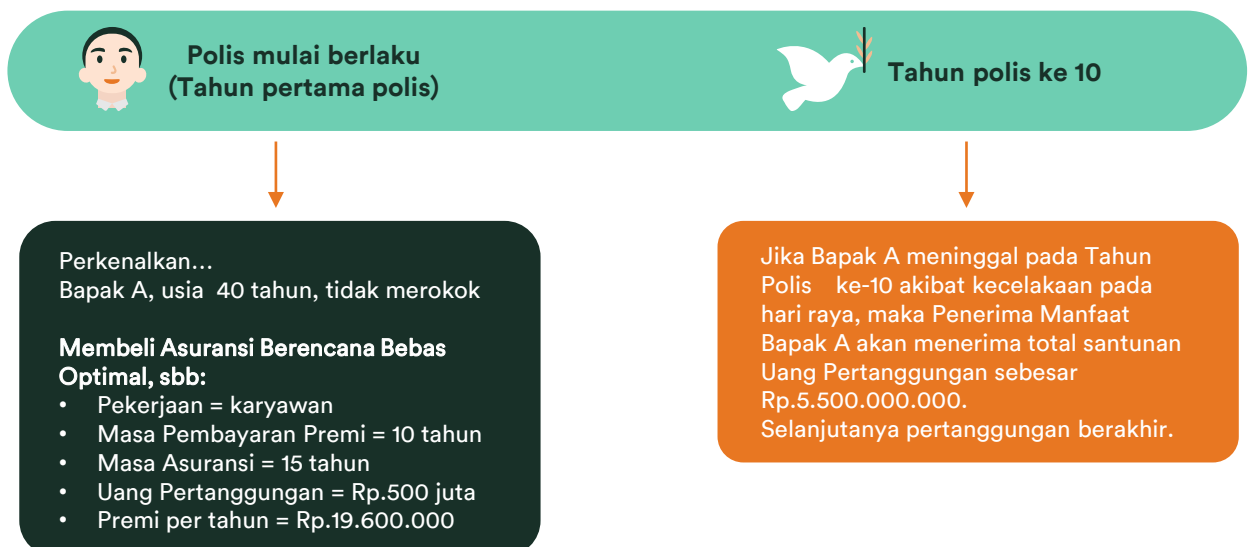 Polis mulai berlaku
(Tahun pertama polis)
Tahun polis ke 10
Perkenalkan...
Bapak A, usia  40 tahun, tidak merokok
Membeli Asuransi Berencana Bebas
Optimal, sbb:
• Pekerjaan = karyawan
• Masa Pembayaran Premi = 10 tahun
• Masa Asuransi = 15 tahun
• Uang Pertanggungan = Rp.500 juta
• Premi per tahun = Rp.19.600.000
Jika Bapak A meninggal pada Tahun
Polis   ke-10 akibat kecelakaan pada
hari raya, maka Penerima Manfaat
Bapak A akan menerima total santunan
Uang Pertanggungan sebesar
Rp.5.500.000.000.
Selanjutanya pertanggungan berakhir.